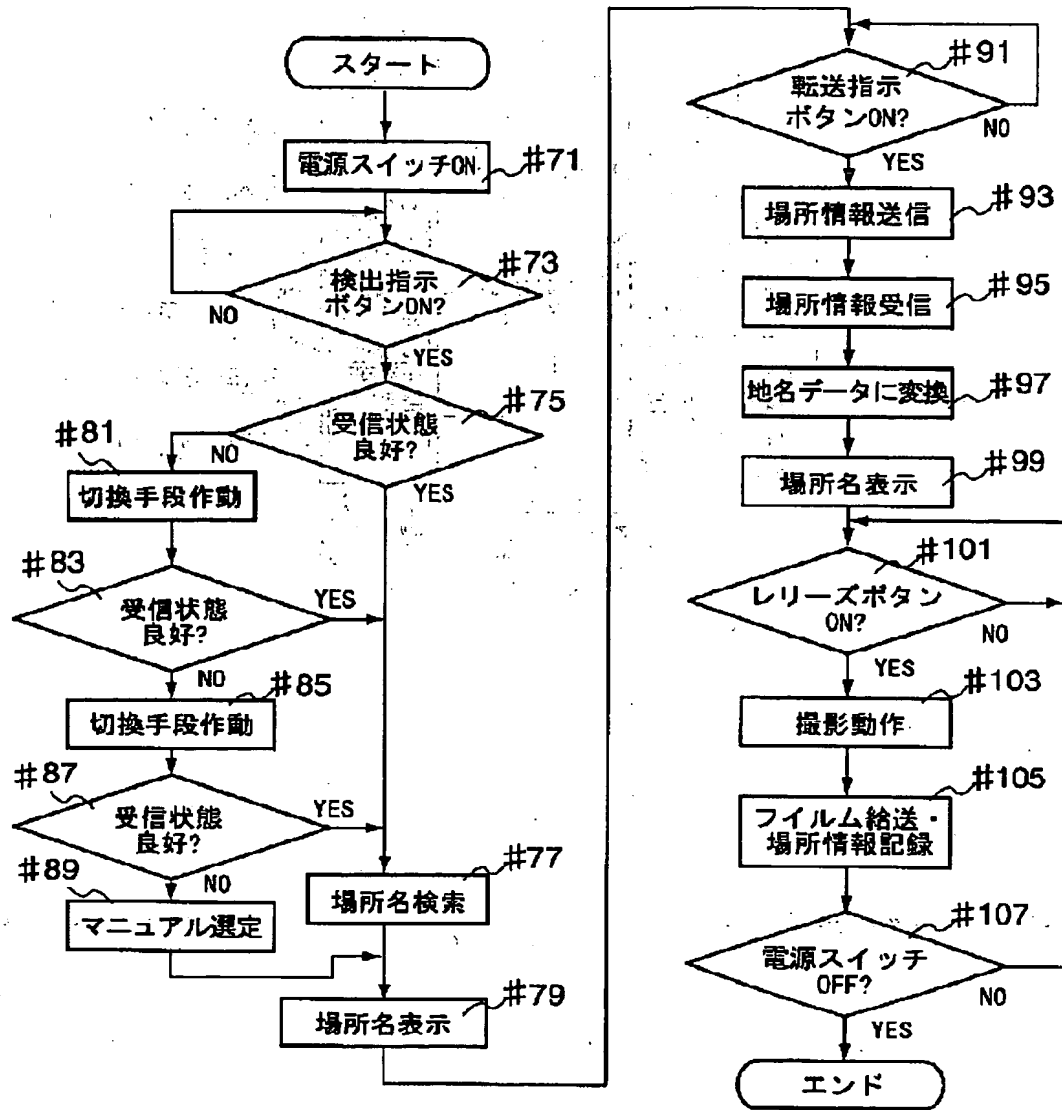 スタート
電源スイッチON
#71
検出指示
ボタンON?
#73
NO
YES
受信状態
良好?
#75
NO
YES
#81
切換手段作動
#83
受信状態
良好?
YES
NO
#85
切換手段作動
#87
受信状態
良好?
YES
NO
#89
マニュアル選定
#77
場所名検索
#79
場所名表示
#91
転送指示
ボタンON?
NO
YES
#93
場所情報送信
#95
場所情報受信
#97
地名データに変換
#99
場所名表示
#101
レリーズボタン
ON?
NO
YES
#103
撮影動作
#105
フイルム給送・
場所情報記録
#107
電源スイッチ
OFF?
NO
YES
エンド